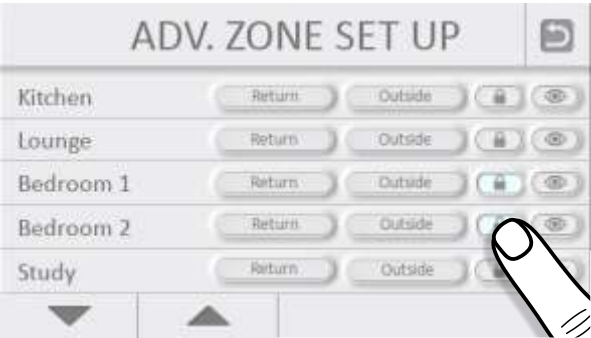 ADV. ZONE SET UP
Kitchen Return Outside
Lounge Return Outside
Bedroom 1 Return Outside
Bedroom 2 Return Outside
Study Return Outside